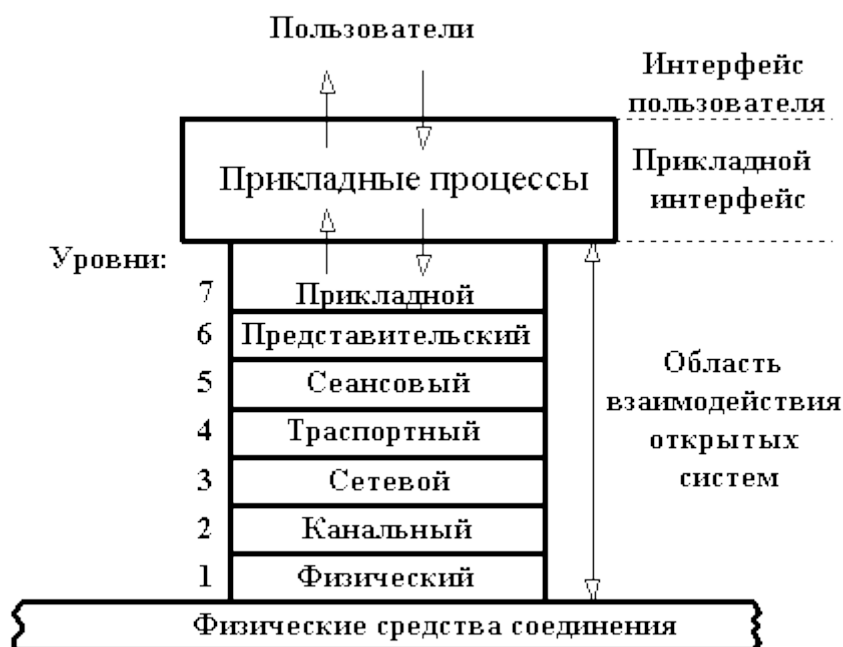 Пользователи
Интерфейс
пользователя
Прикладные процессы
Прикладной
интерфейс
Уровни:
7 Прикладной
6 Представительский
5 Сеансовый
4 Траспортный
3 Сетевой
2 Канальный
1 Физический
Область
взаимодействия
открытых
систем
Физические средства соединения